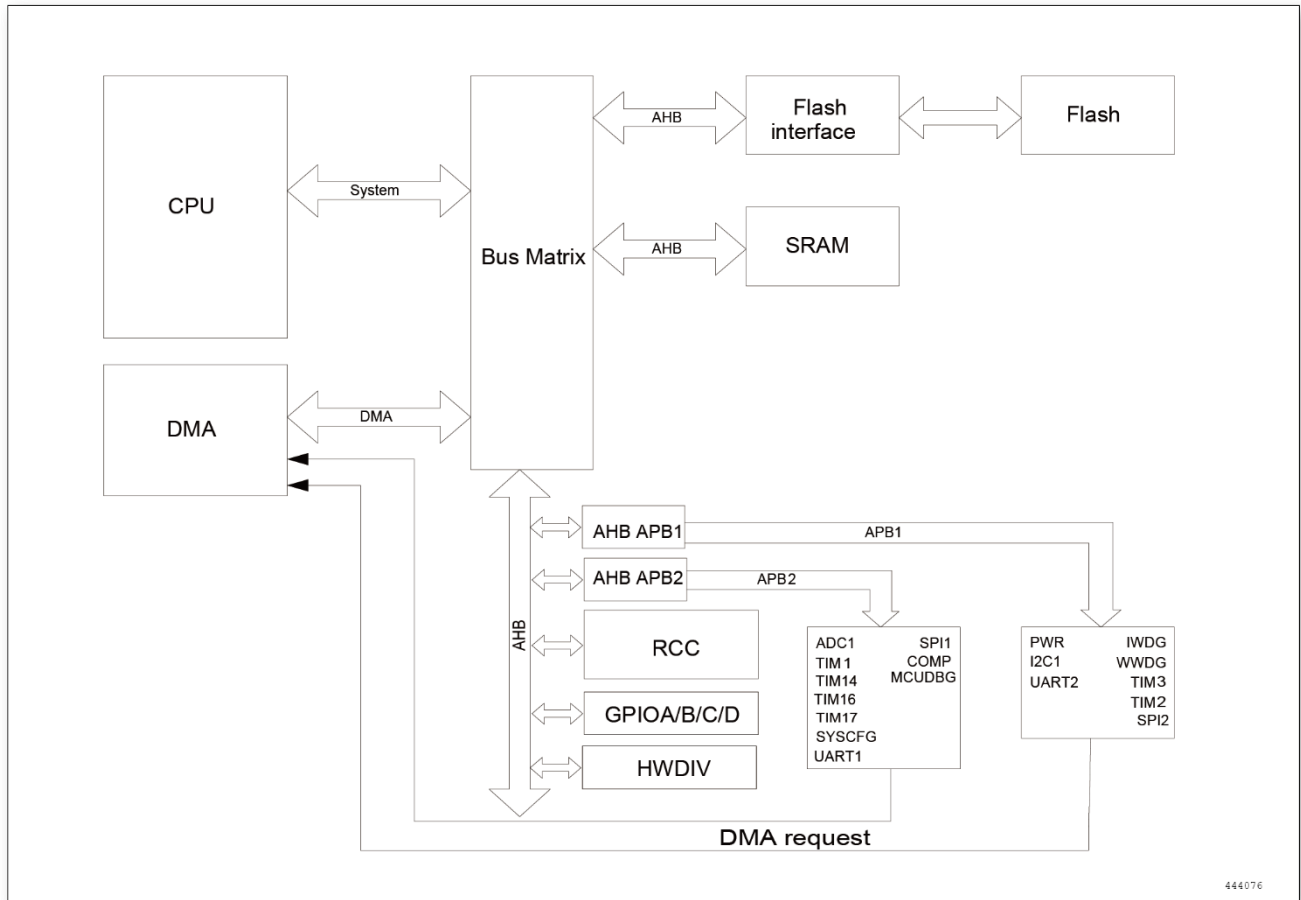 CPU
System
Bus Matrix
AHB
Flash
interface
Flash
AHB
SRAM
DMA
DMA
AHB
AHB APB1
APB1
AHB APB2
APB2
RCC
GPIOA/B/C/D
HWDIV
ADC1 SPI1
TIM1 COMP
TIM14 MCUDBG
TIM16
TIM17
SYSCFG
UART1
PWR IWDG
I2C1 WWDG
UART2 TIM3
TIM2
SPI2
DMA request
444076